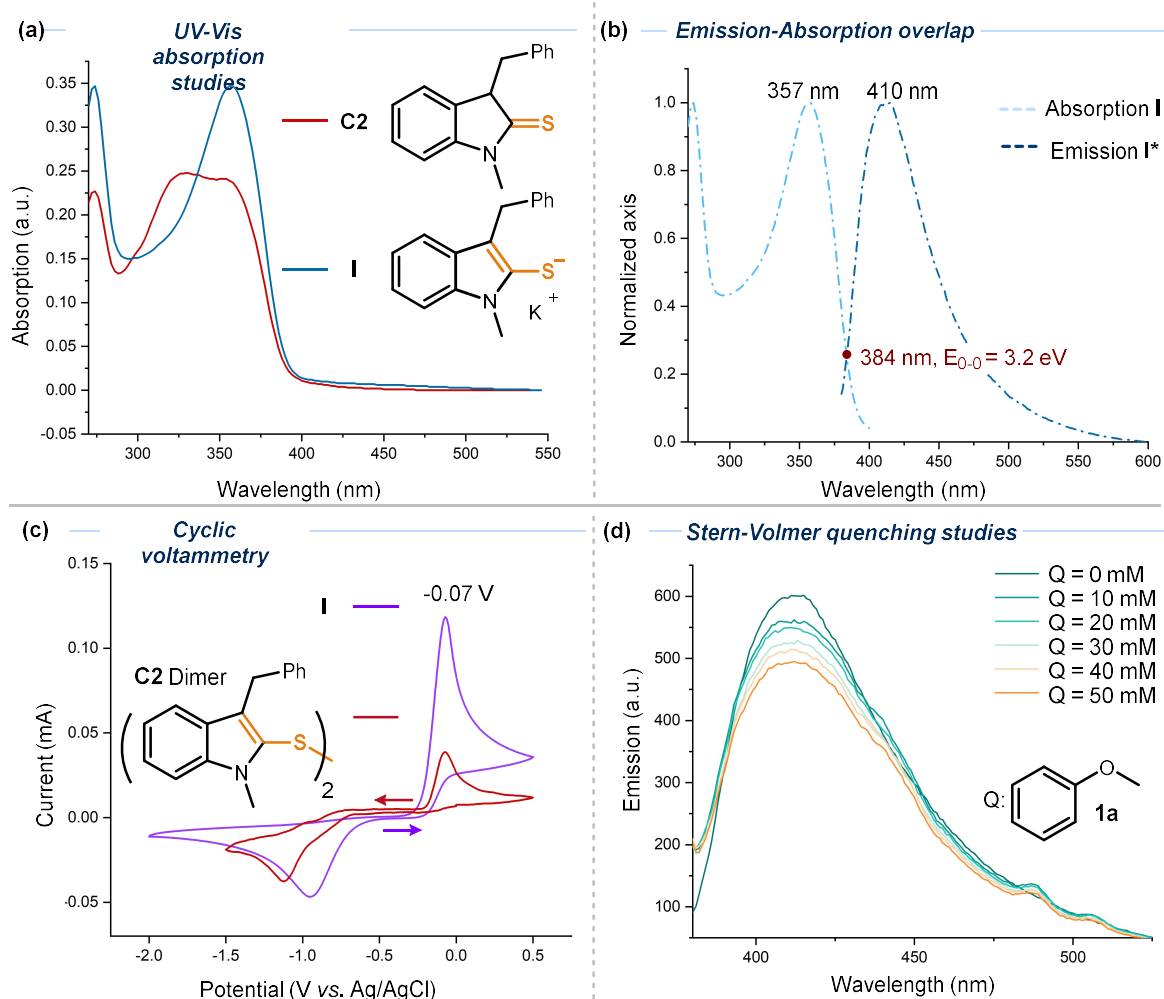 (a)
UV-Vis
absorption
studies
Absorption (a.u.)
0.35
0.30
0.25
0.20
0.15
0.10
0.05
0.00
-0.05
300
350
400
450
500
550
Wavelength (nm)
C2
Ph
S
N
I
Ph
S−
N
K +
(b)
Emission-Absorption overlap
Normalized axis
1.0
0.8
0.6
0.4
0.2
0.0
357 nm
410 nm
Absorption I
Emission I*
384 nm, E0-0 = 3.2 eV
300
350
400
450
500
550
600
Wavelength (nm)
(c)
Cyclic
voltammetry
Current (mA)
0.15
0.10
0.05
0.00
-0.05
I
-0.07 V
C2 Dimer
Ph
S
N
2
-2.0
-1.5
-1.0
-0.5
0.0
0.5
Potential (V vs. Ag/AgCl)
(d)
Stern-Volmer quenching studies
Emission (a.u.)
600
500
400
300
200
100
Q = 0 mM
Q = 10 mM
Q = 20 mM
Q = 30 mM
Q = 40 mM
Q = 50 mM
Q:
O
1a
400
450
500
Wavelength (nm)